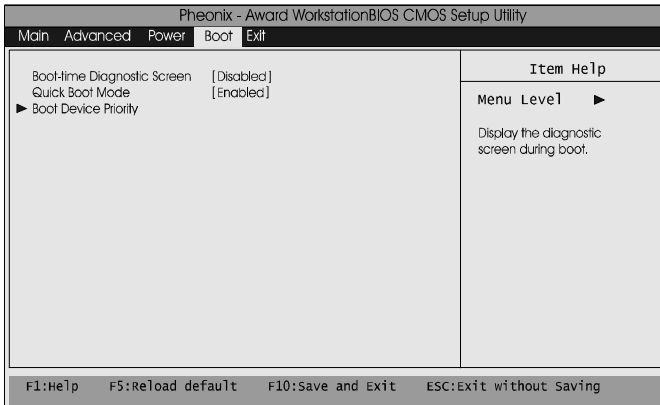 Pheonix - Award WorkstationBIOS CMOS Setup Utility
Main Advanced Power Boot Exit
Boot-time Diagnostic Screen [Disabled]
Quick Boot Mode [Enabled]
▶ Boot Device Priority
Item Help
Menu Level ▶
Display the diagnostic
screen during boot.
F1:Help F5:Reload default F10:Save and Exit ESC:Exit without Saving